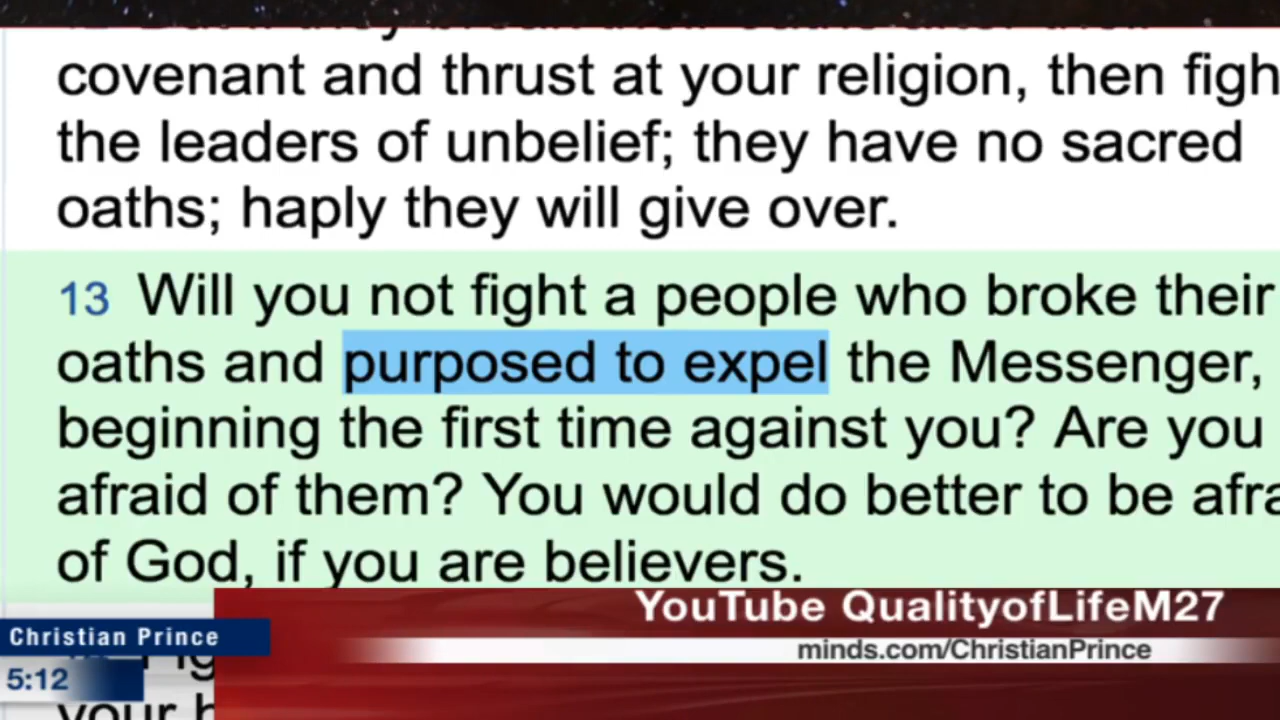 covenant and thrust at your religion, then figh
the leaders of unbelief; they have no sacred
oaths; haply they will give over.
13 Will you not fight a people who broke their
oaths and purposed to expel the Messenger,
beginning the first time against you? Are you
afraid of them? You would do better to be afra
of God, if you are believers.
YouTube QualityofLifeM27
Christian Prince
minds.com/ChristianPrince
5:12
your h